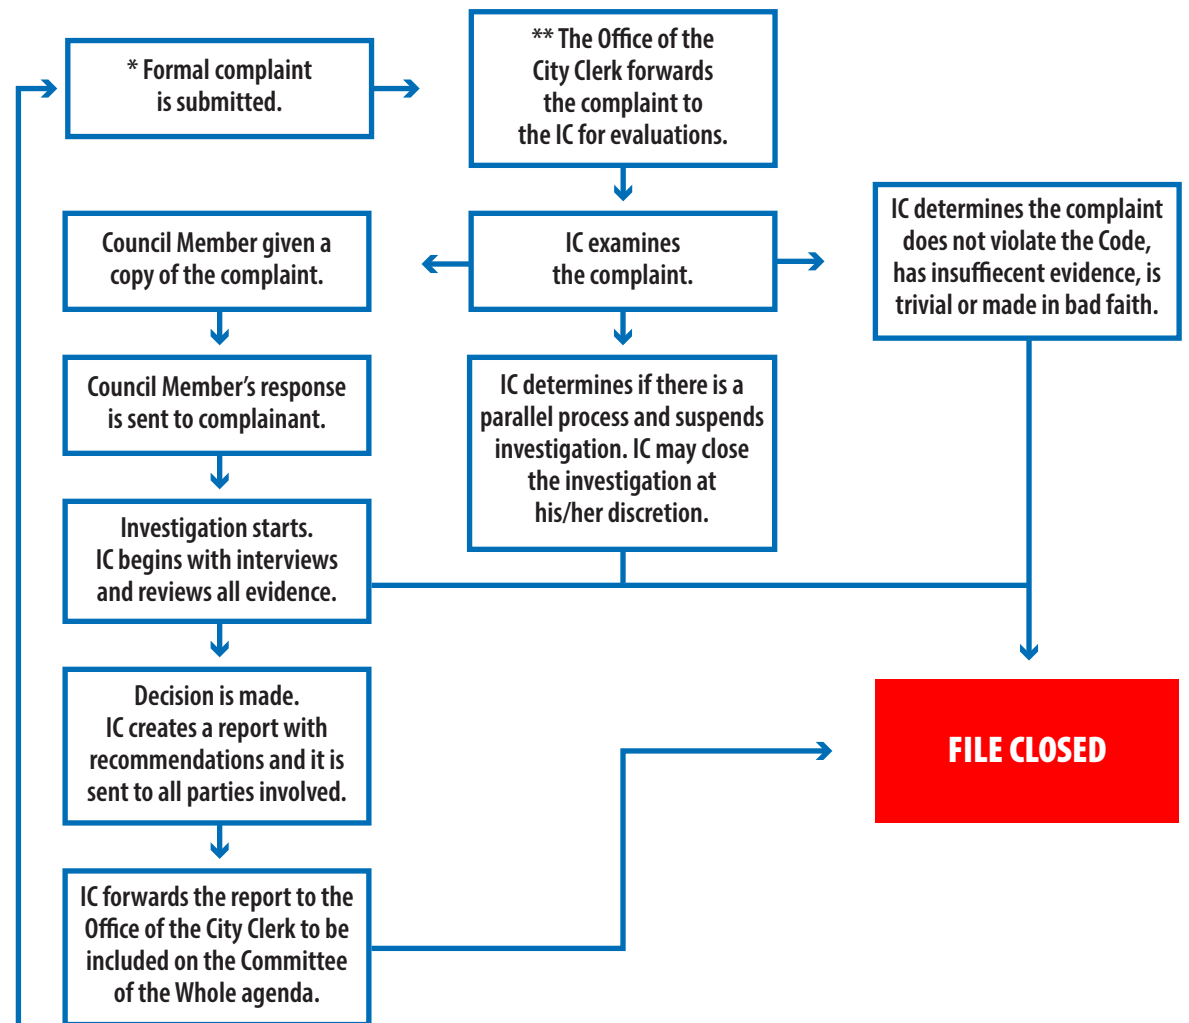 * Formal complaint
is submitted.
** The Office of the
City Clerk forwards
the complaint to
the IC for evaluations.
IC determines the complaint
does not violate the Code,
has insuffiecent evidence, is
trivial or made in bad faith.
Council Member given a
copy of the complaint.
IC examines
the complaint.
Council Member’s response
is sent to complainant.
IC determines if there is a
parallel process and suspends
investigation. IC may close
the investigation at
his/her discretion.
Investigation starts.
IC begins with interviews
and reviews all evidence.
Decision is made.
IC creates a report with
recommendations and it is
sent to all parties involved.
FILE CLOSED
IC forwards the report to the
Office of the City Clerk to be
included on the Committee
of the Whole agenda.